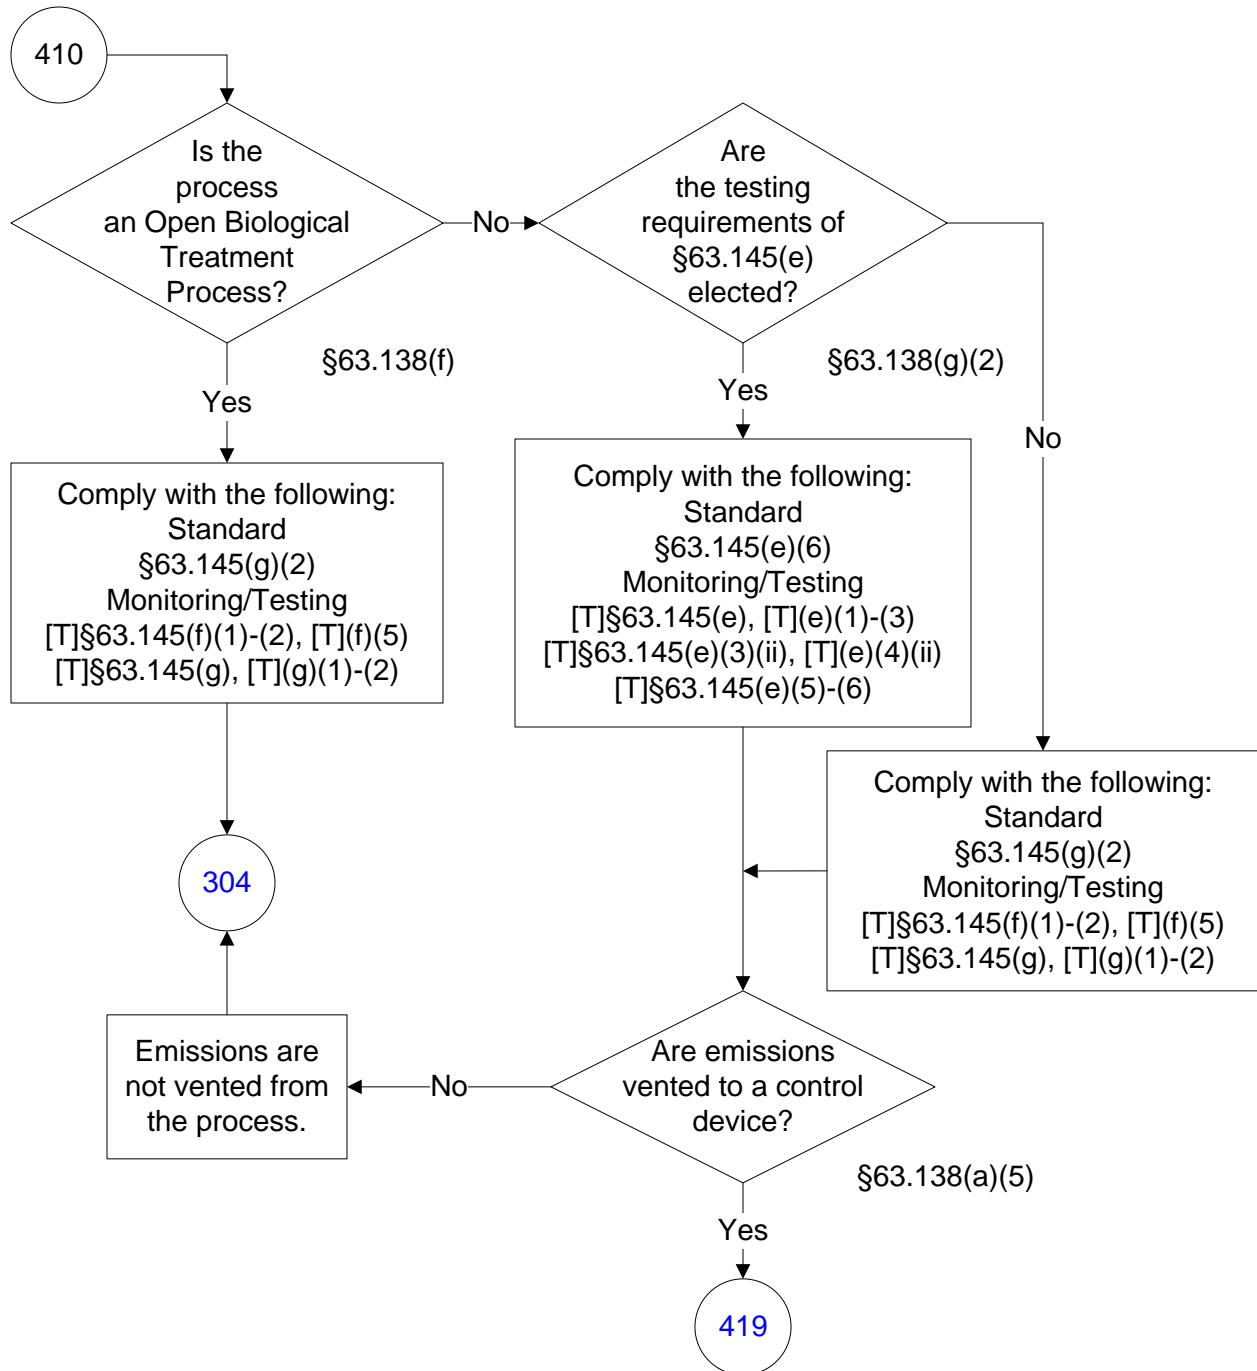 410
Is the
process
an Open Biological
Treatment
Process?
No
Are
the testing
requirements of
§63.145(e)
elected?
§63.138(f)
§63.138(g)(2)
Yes
Yes
No
Comply with the following:
Standard
§63.145(g)(2)
Monitoring/Testing
[T]§63.145(f)(1)-(2), [T](f)(5)
[T]§63.145(g), [T](g)(1)-(2)
Comply with the following:
Standard
§63.145(e)(6)
Monitoring/Testing
[T]§63.145(e), [T](e)(1)-(3)
[T]§63.145(e)(3)(ii), [T](e)(4)(ii)
[T]§63.145(e)(5)-(6)
Comply with the following:
Standard
§63.145(g)(2)
Monitoring/Testing
[T]§63.145(f)(1)-(2), [T](f)(5)
[T]§63.145(g), [T](g)(1)-(2)
304
Emissions are
not vented from
the process.
No
Are emissions
vented to a control
device?
§63.138(a)(5)
Yes
419